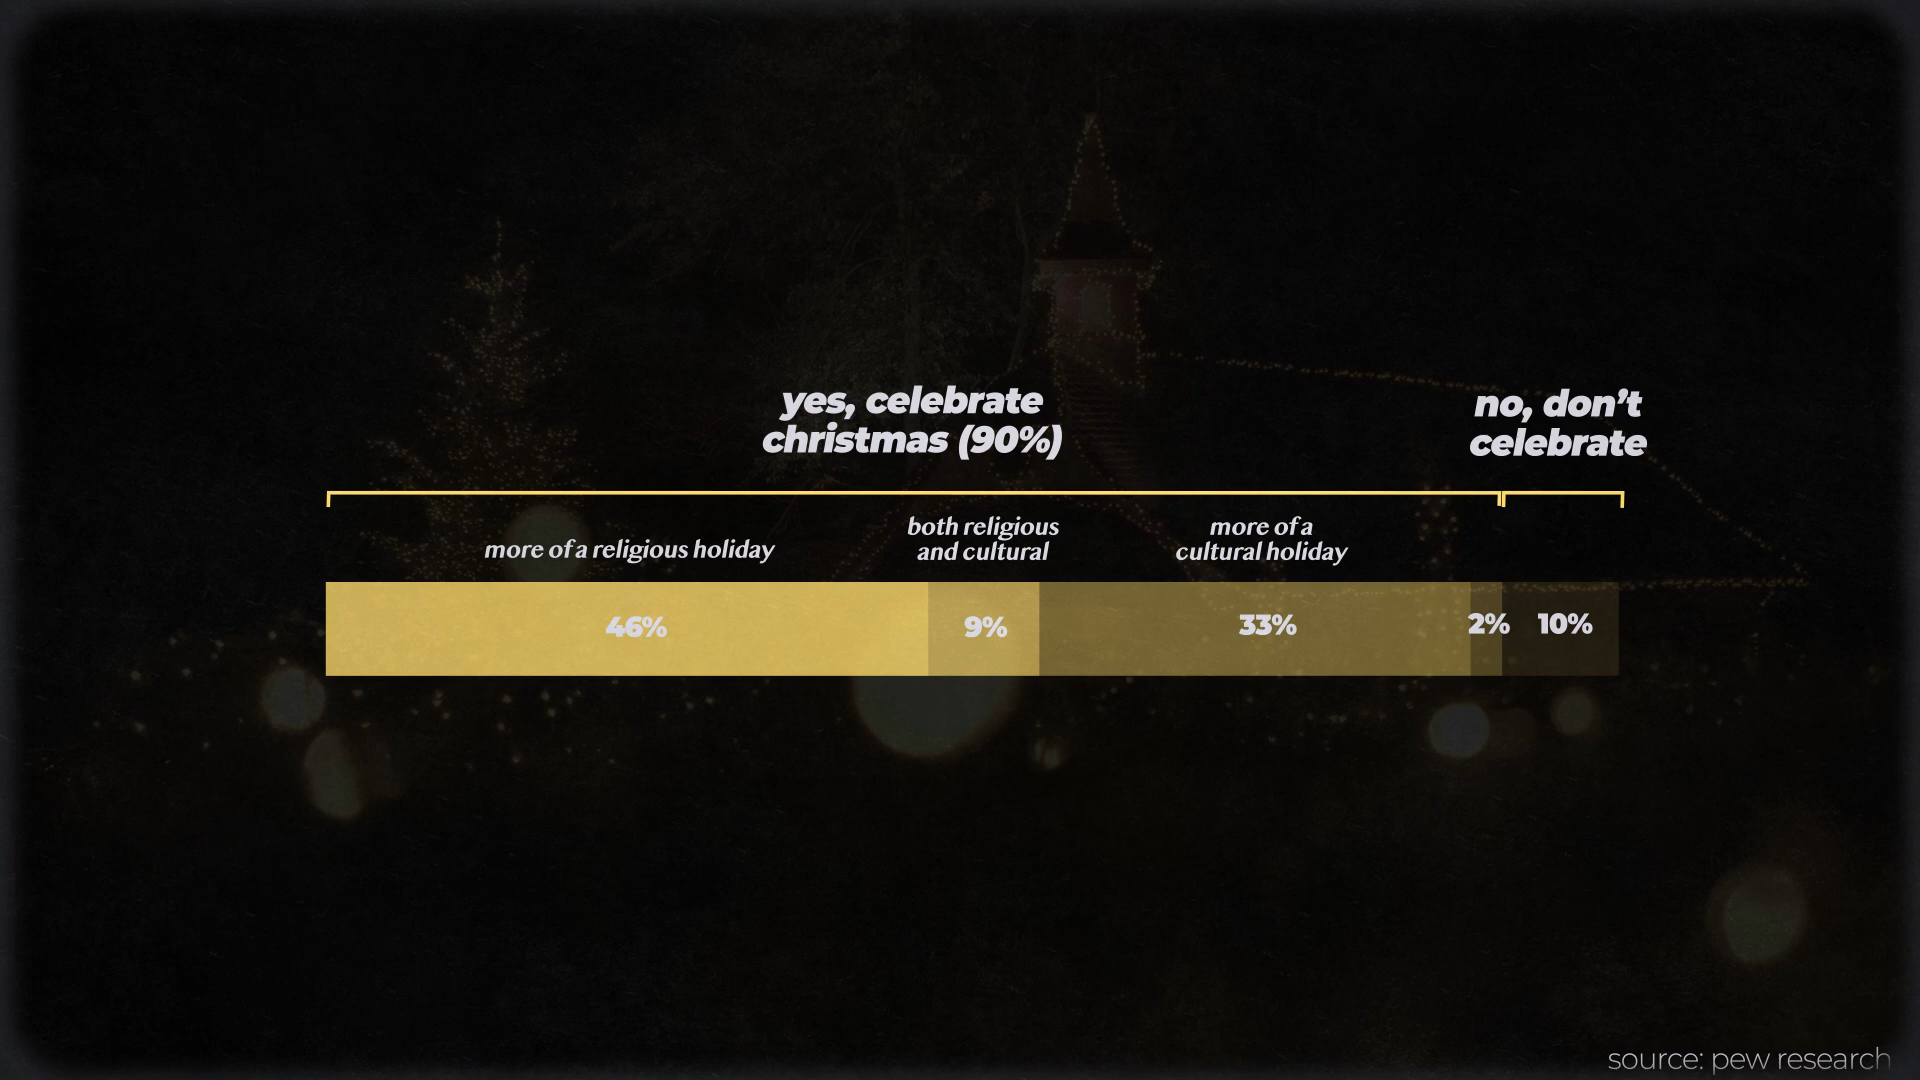 yes, celebrate
christmas (90%)
no, don't
celebrate
more of a religious holiday
both religious
and cultural
more of a
cultural holiday
46%
9%
33%
2%
10%
source: pew research